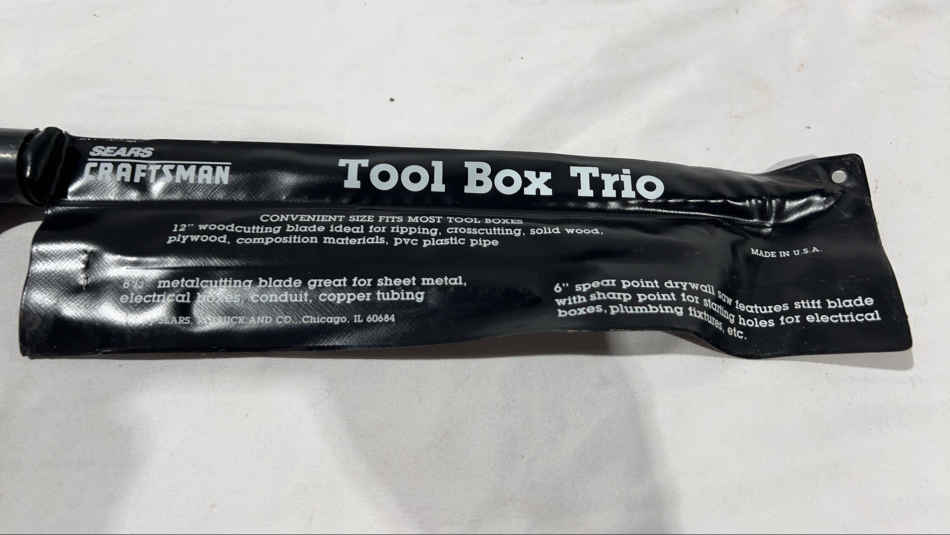 SEARS
CRAFTSMAN
Tool Box Trio
CONVENIENT SIZE FITS MOST TOOL BOXES
12" woodcutting blade ideal for ripping, crosscutting, solid wood,
plywood, composition materials, pvc plastic pipe
MADE IN U.S.A.
metalcutting blade great for sheet metal,
electrical boxes, conduit, copper tubing
SEARS, ROEBUCK AND CO., Chicago, IL 60684
6" spear point drywall saw features stiff blade
with sharp point for starting holes for electrical
boxes, plumbing fixtures, etc.